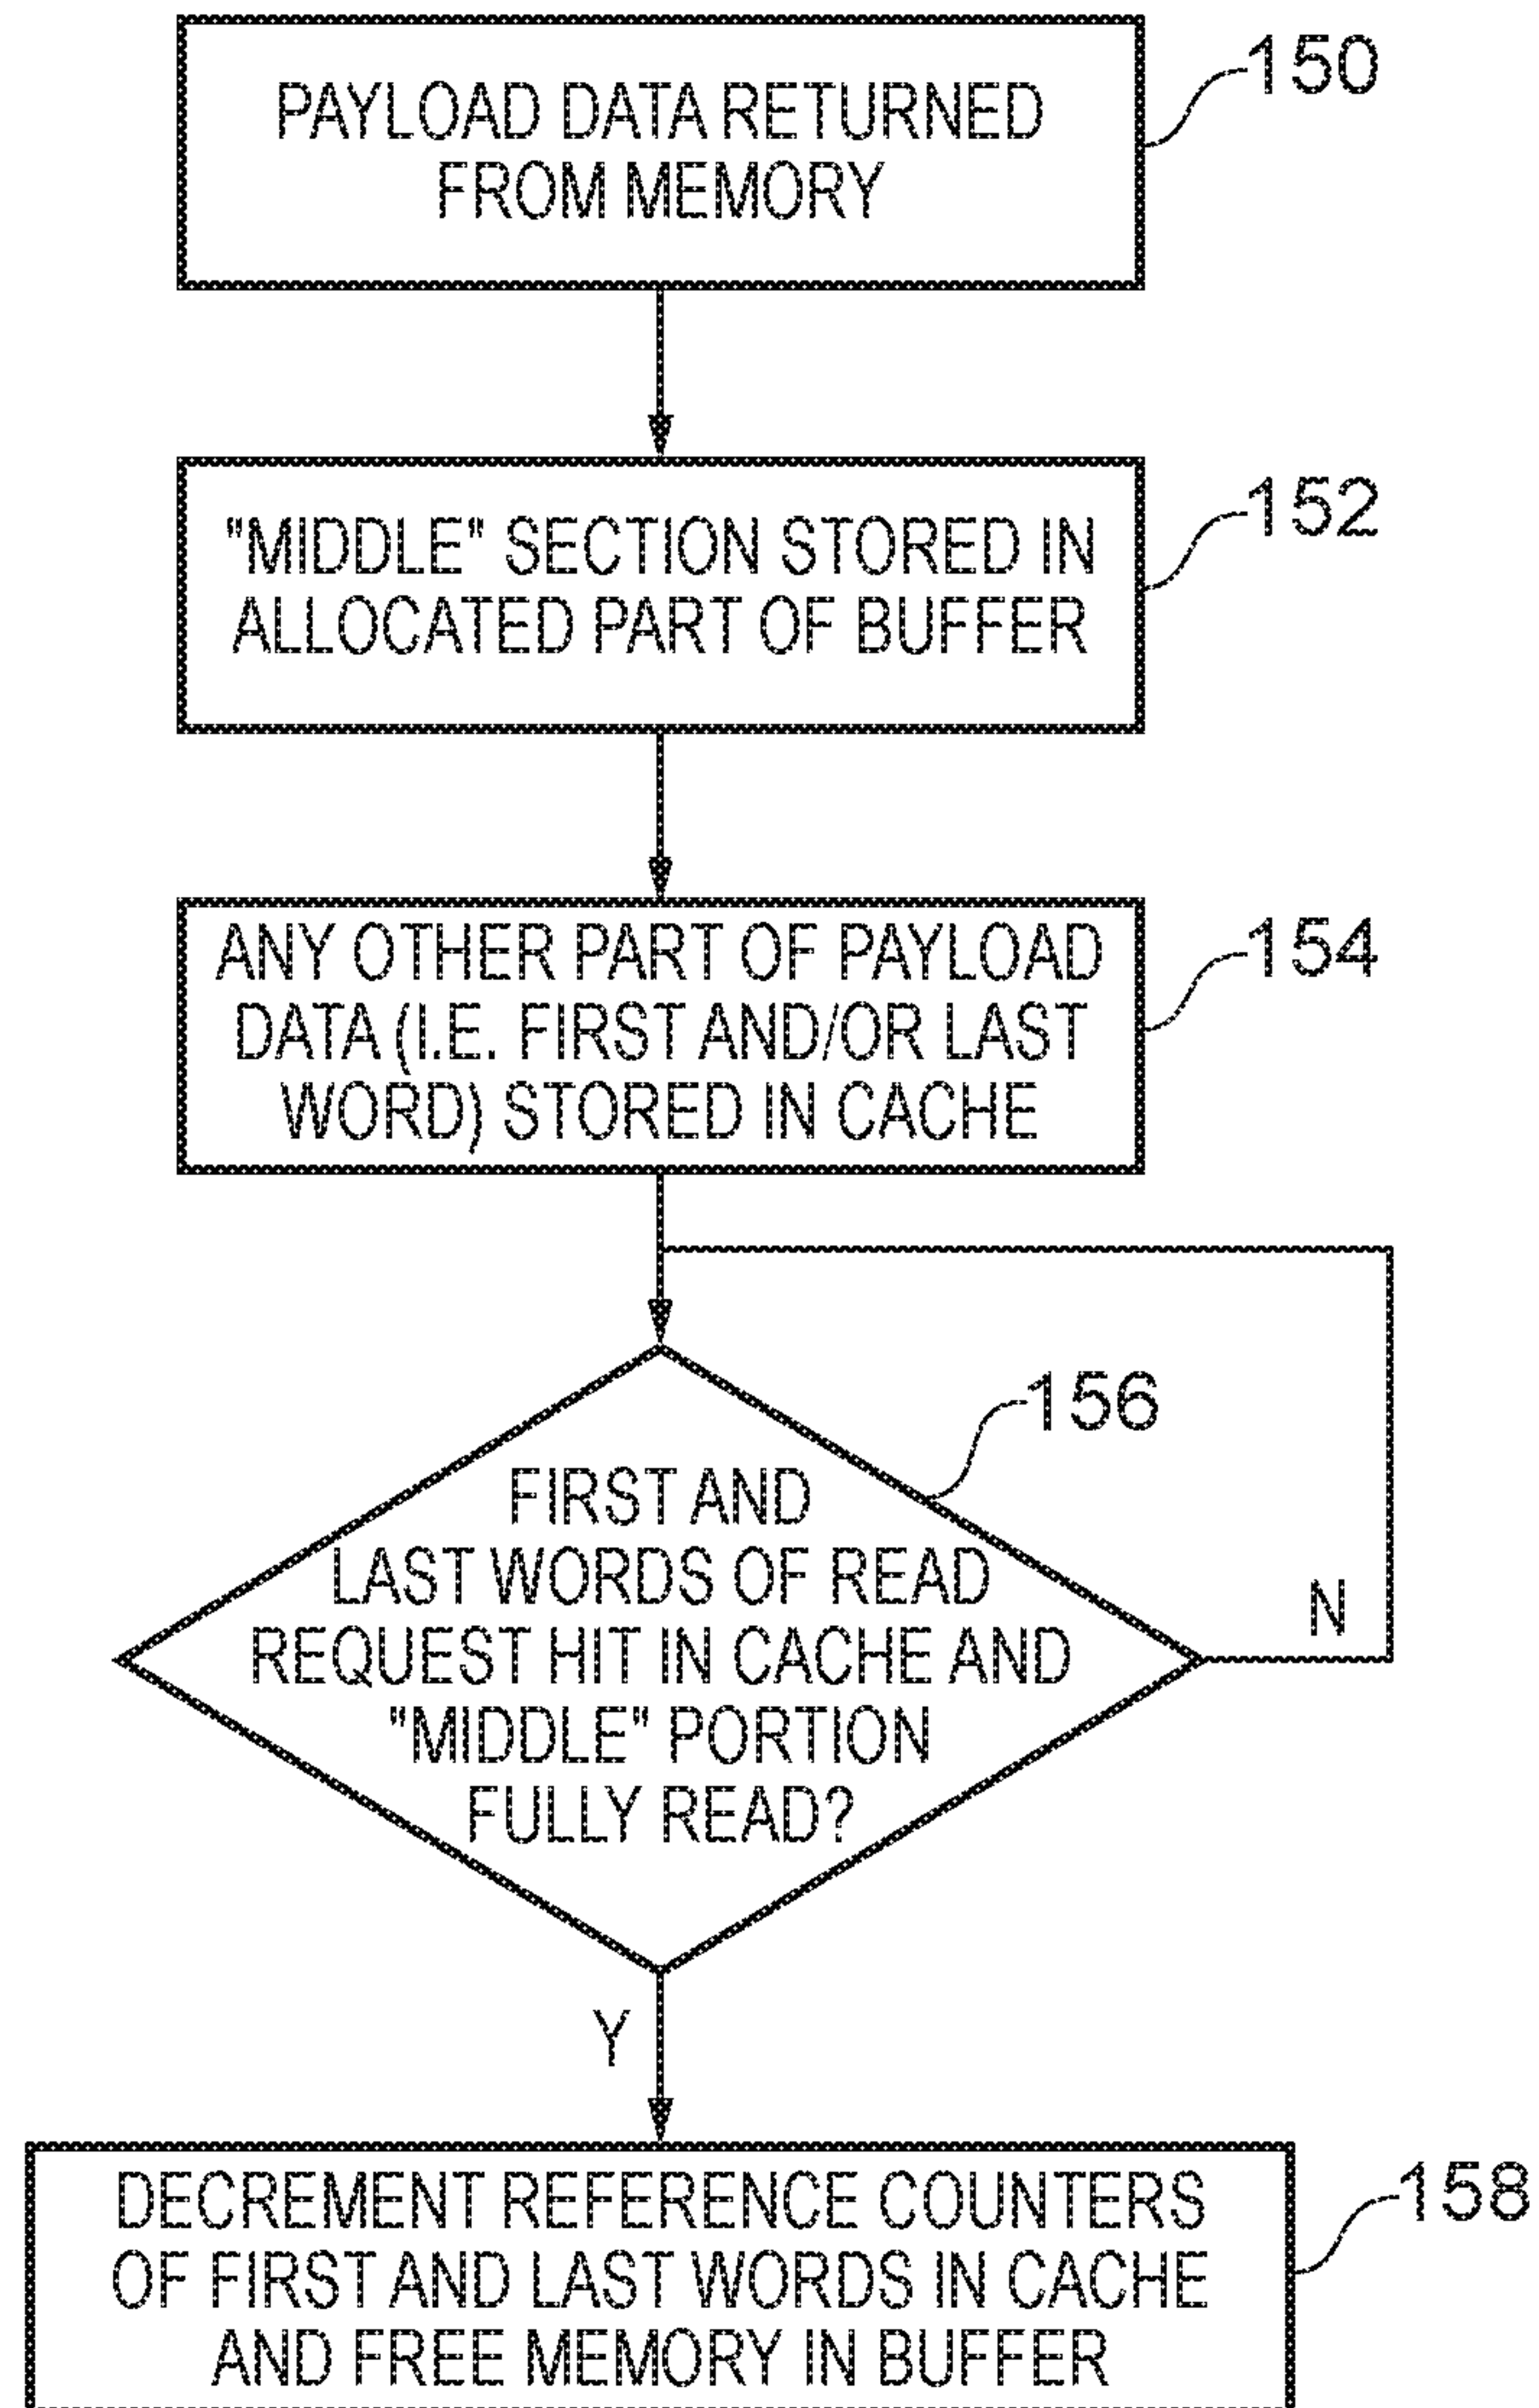 PAYLOAD DATA RETURNED
FROM MEMORY
150
"MIDDLE" SECTION STORED IN
ALLOCATED PART OF BUFFER
152
ANY OTHER PART OF PAYLOAD
DATA (I.E. FIRST AND/OR LAST
WORD) STORED IN CACHE
154
156
FIRST AND
LAST WORDS OF READ
REQUEST HIT IN CACHE AND
"MIDDLE" PORTION
FULLY READ?
N
Y
DECREMENT REFERENCE COUNTERS
OF FIRST AND LAST WORDS IN CACHE
AND FREE MEMORY IN BUFFER
158